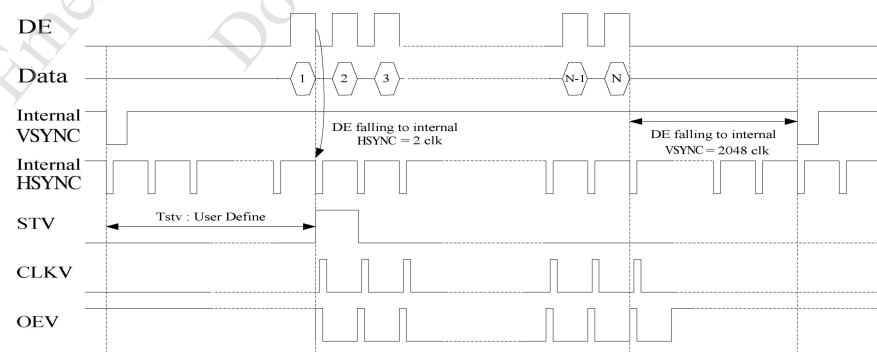 DE
Data
1
2
3
N-1
N
Internal
VSYNC
DE falling to internal
HSYNC = 2 clk
DE falling to internal
VSYNC = 2048 clk
Internal
HSYNC
Tstv : User Define
STV
CLKV
OEV